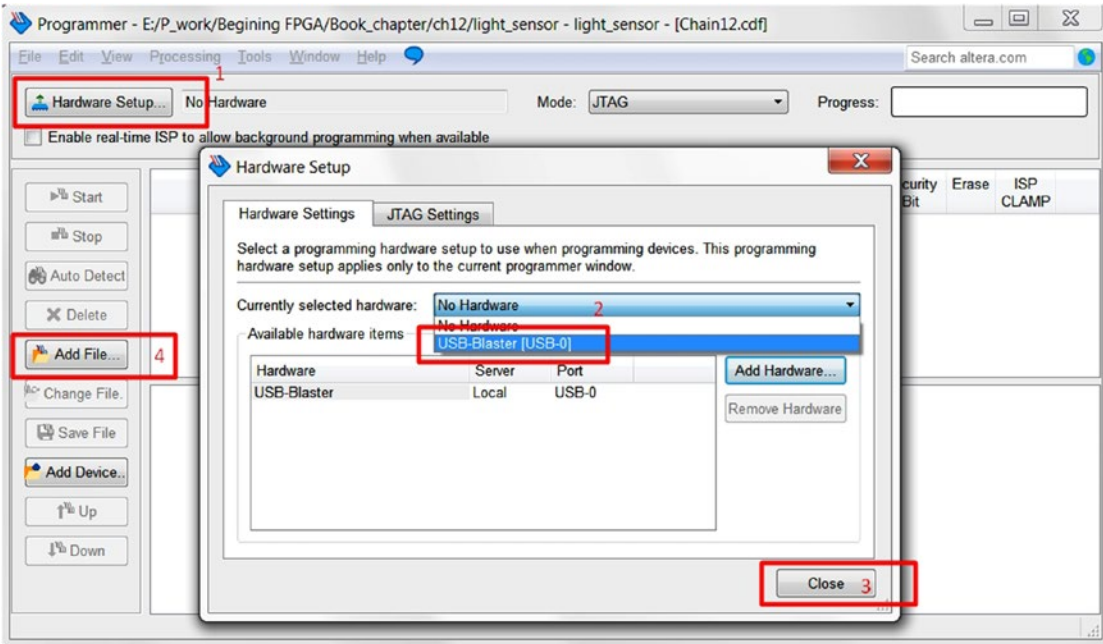 Programmer - E:/P_work/Begining FPGA/Book_chapter/ch12/light_sensor - light_sensor - [Chain12.cdf]
File Edit View Processing Tools Window Help
Search altera.com
1
Hardware Setup... No Hardware Mode: JTAG Progress:
Enable real-time ISP to allow background programming when available
Hardware Setup
Start
curity Erase ISP
Bit CLAMP
Hardware Settings JTAG Settings
Stop
Select a programming hardware setup to use when programming devices. This programming
hardware setup applies only to the current programmer window.
Auto Detect
Currently selected hardware: No Hardware 2
Delete
No Hardware
Available hardware items
USB-Blaster [USB-0]
Add File... 4
Hardware Server Port Add Hardware...
Change File.
USB-Blaster Local USB-0
Remove Hardware
Save File
Add Device..
Up
Down
Close 3